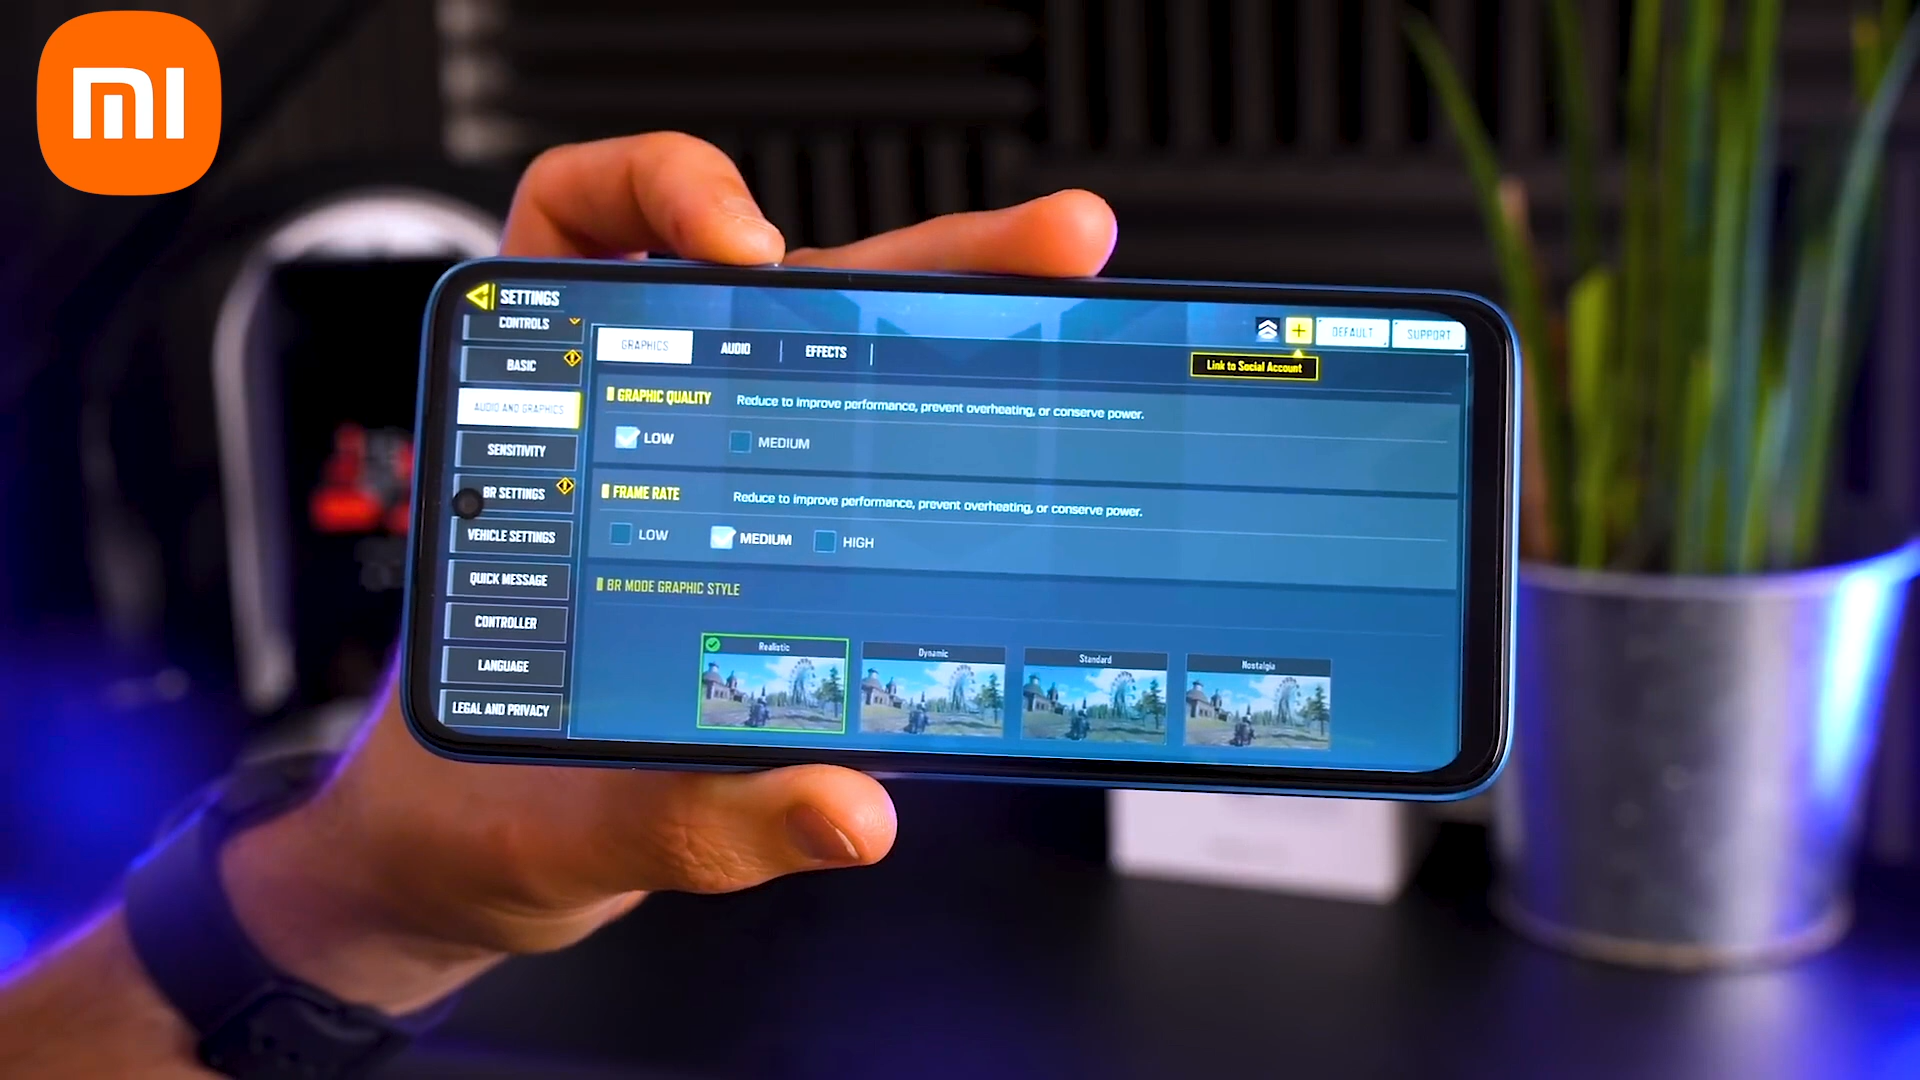 mi
SETTINGS
CONTROLS
BASIC
AUDIO AND GRAPHICS
SENSITIVITY
BR SETTINGS
VEHICLE SETTINGS
QUICK MESSAGE
CONTROLLER
LANGUAGE
LEGAL AND PRIVACY
GRAPHICS AUDIO EFFECTS
DEFAULT SUPPORT
Link to Social Account
GRAPHIC QUALITY Reduce to improve performance, prevent overheating, or conserve power.
LOW MEDIUM
FRAME RATE Reduce to improve performance, prevent overheating, or conserve power.
LOW MEDIUM HIGH
BR MODE GRAPHIC STYLE
Realistic Dynamic Standard Nostalgia